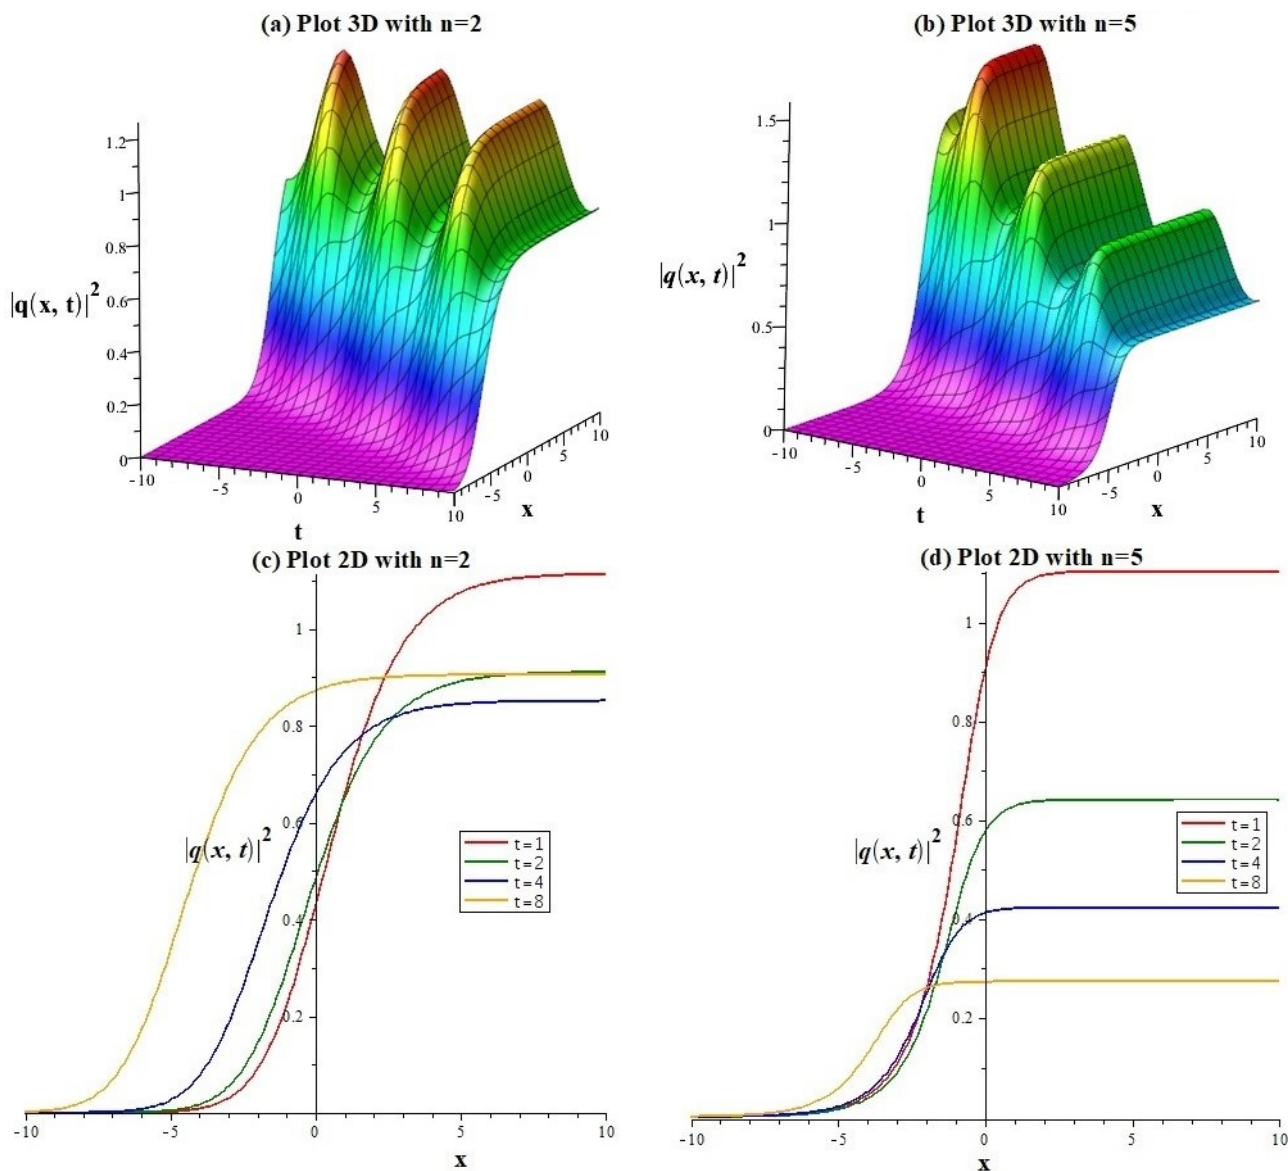 (a) Plot 3D with n=2
1.2
1
0.8
0.6
0.4
0.2
0
|q(x, t)|^2
-10
-5
0
5
10
t
-5
0
5
10
x
(b) Plot 3D with n=5
1.5
1
0.5
0
|q(x, t)|^2
-10
-5
0
5
10
t
-5
0
5
10
x
(c) Plot 2D with n=2
1
0.8
0.6
0.4
0.2
|q(x, t)|^2
t=1
t=2
t=4
t=8
-10
-5
0
5
10
x
(d) Plot 2D with n=5
1
0.8
0.6
0.4
0.2
|q(x, t)|^2
t=1
t=2
t=4
t=8
-10
-5
0
5
10
x